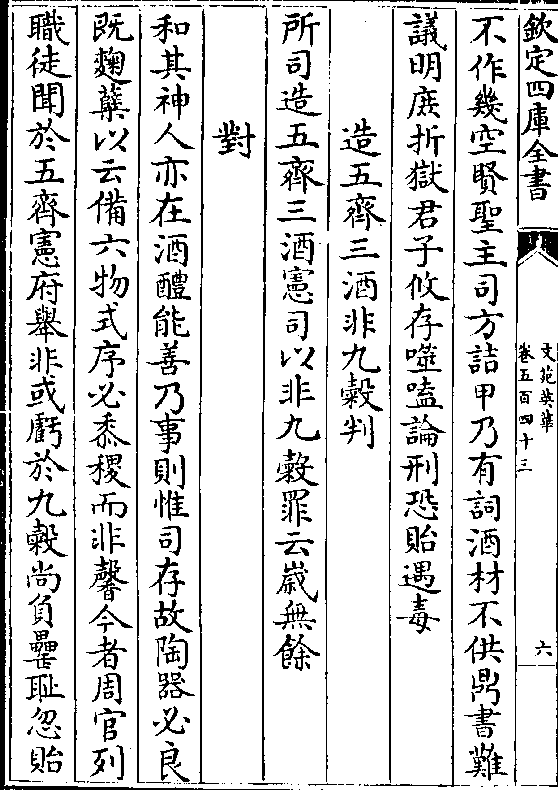 欽定四庫全書
文苑英華
卷五百四十三
六
不作幾空賢聖主司方詰甲乃有詞酒材不供鼎書難
議明庶折獄君子攸存噬嗑論刑恐貽遇毒
造五齊三酒非九穀判
所司造五齊三酒憲司以非九穀罪云嵗無餘
對
和其神人亦在酒醴能善乃事則惟司存故陶器必良
既麴蘖以云備六物式序必黍稷而非馨今者周官列
職徒聞於五齊憲府舉非或虧於九穀尚負罍耻忽貽